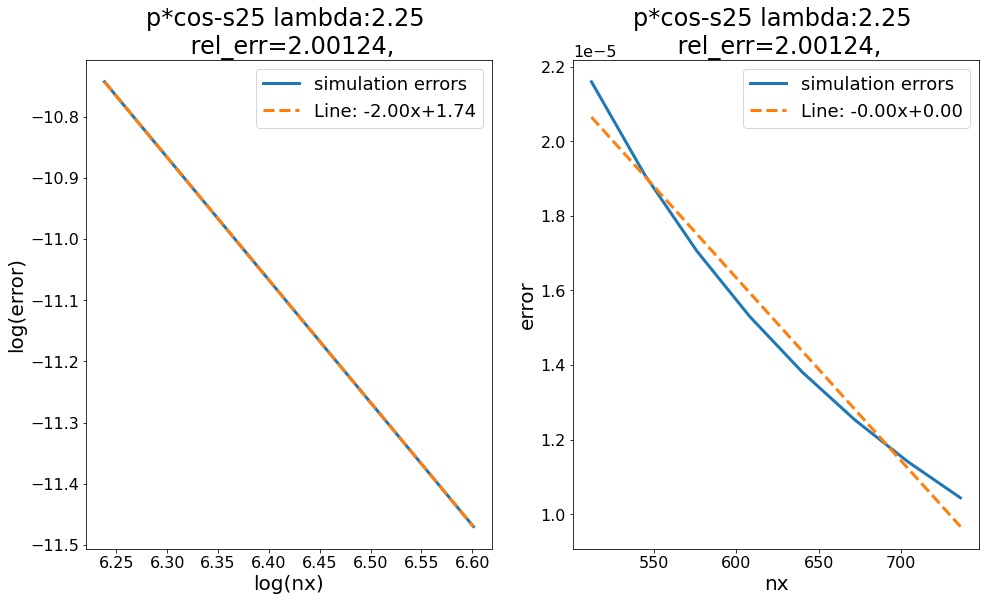 p*cos-s25 lambda:2.25
rel_err=2.00124,
simulation errors
Line: -2.00x+1.74
log(error)
−10.8
−10.9
−11.0
−11.1
−11.2
−11.3
−11.4
−11.5
6.25 6.30 6.35 6.40 6.45 6.50 6.55 6.60
log(nx)
p*cos-s25 lambda:2.25
rel_err=2.00124,
1e−5
simulation errors
Line: -0.00x+0.00
error
2.2
2.0
1.8
1.6
1.4
1.2
1.0
550 600 650 700
nx